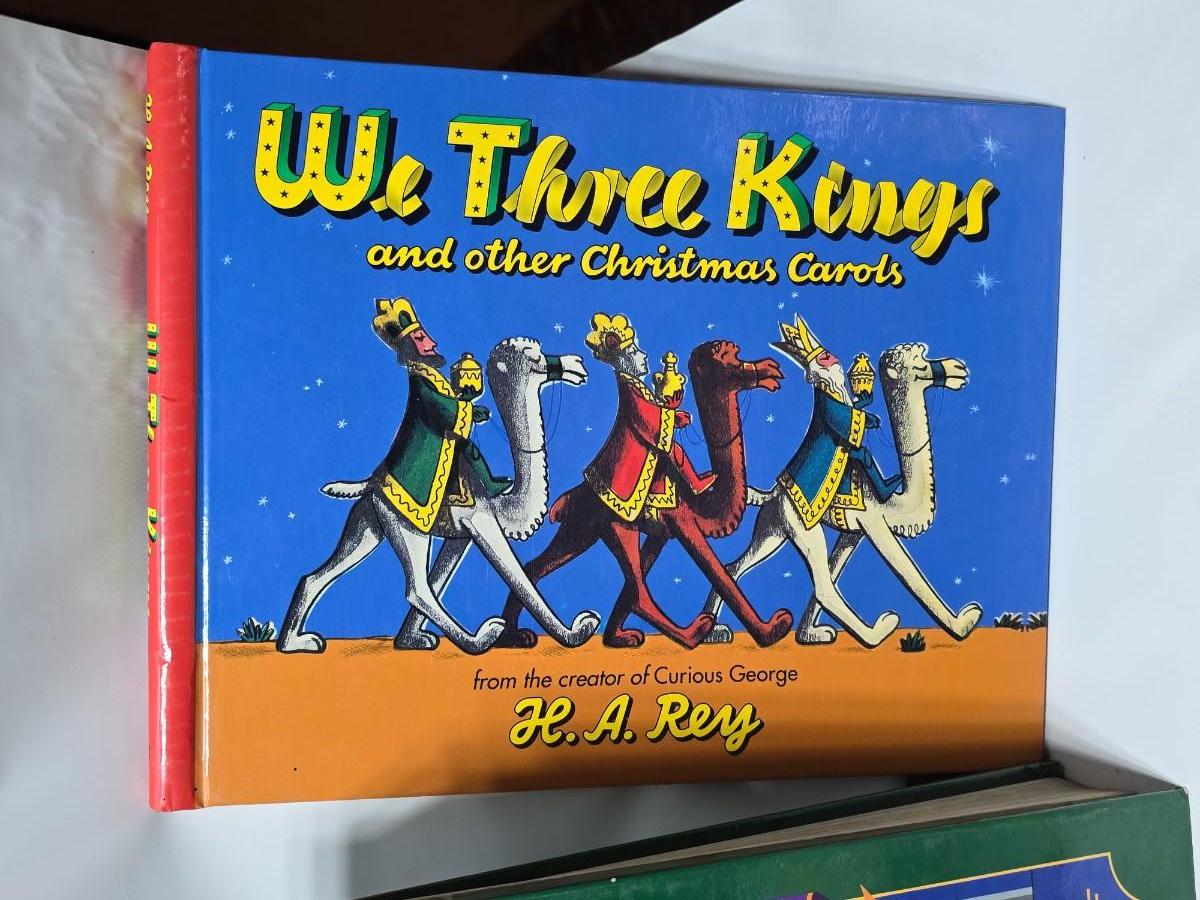 We Three Kings
and other Christmas Carols
from the creator of Curious George
H. A. Rey